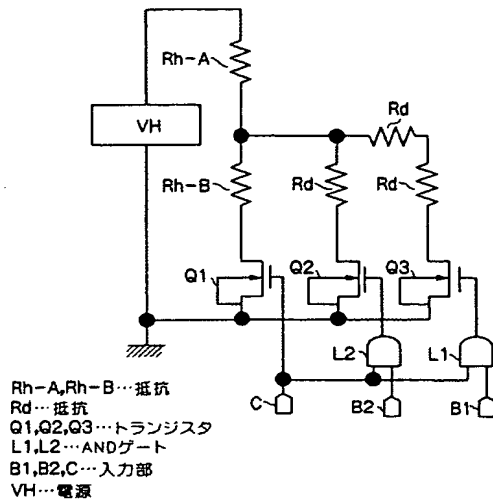 Rh-A
Rd
VH
Rh-B
Rd
Rd
Q1
Q2
Q3
L2
L1
C
B2
B1
Rh-A,Rh-B…抵抗
Rd…抵抗
Q1,Q2,Q3…トランジスタ
L1,L2…ANDゲート
B1,B2,C…入力部
VH…電源